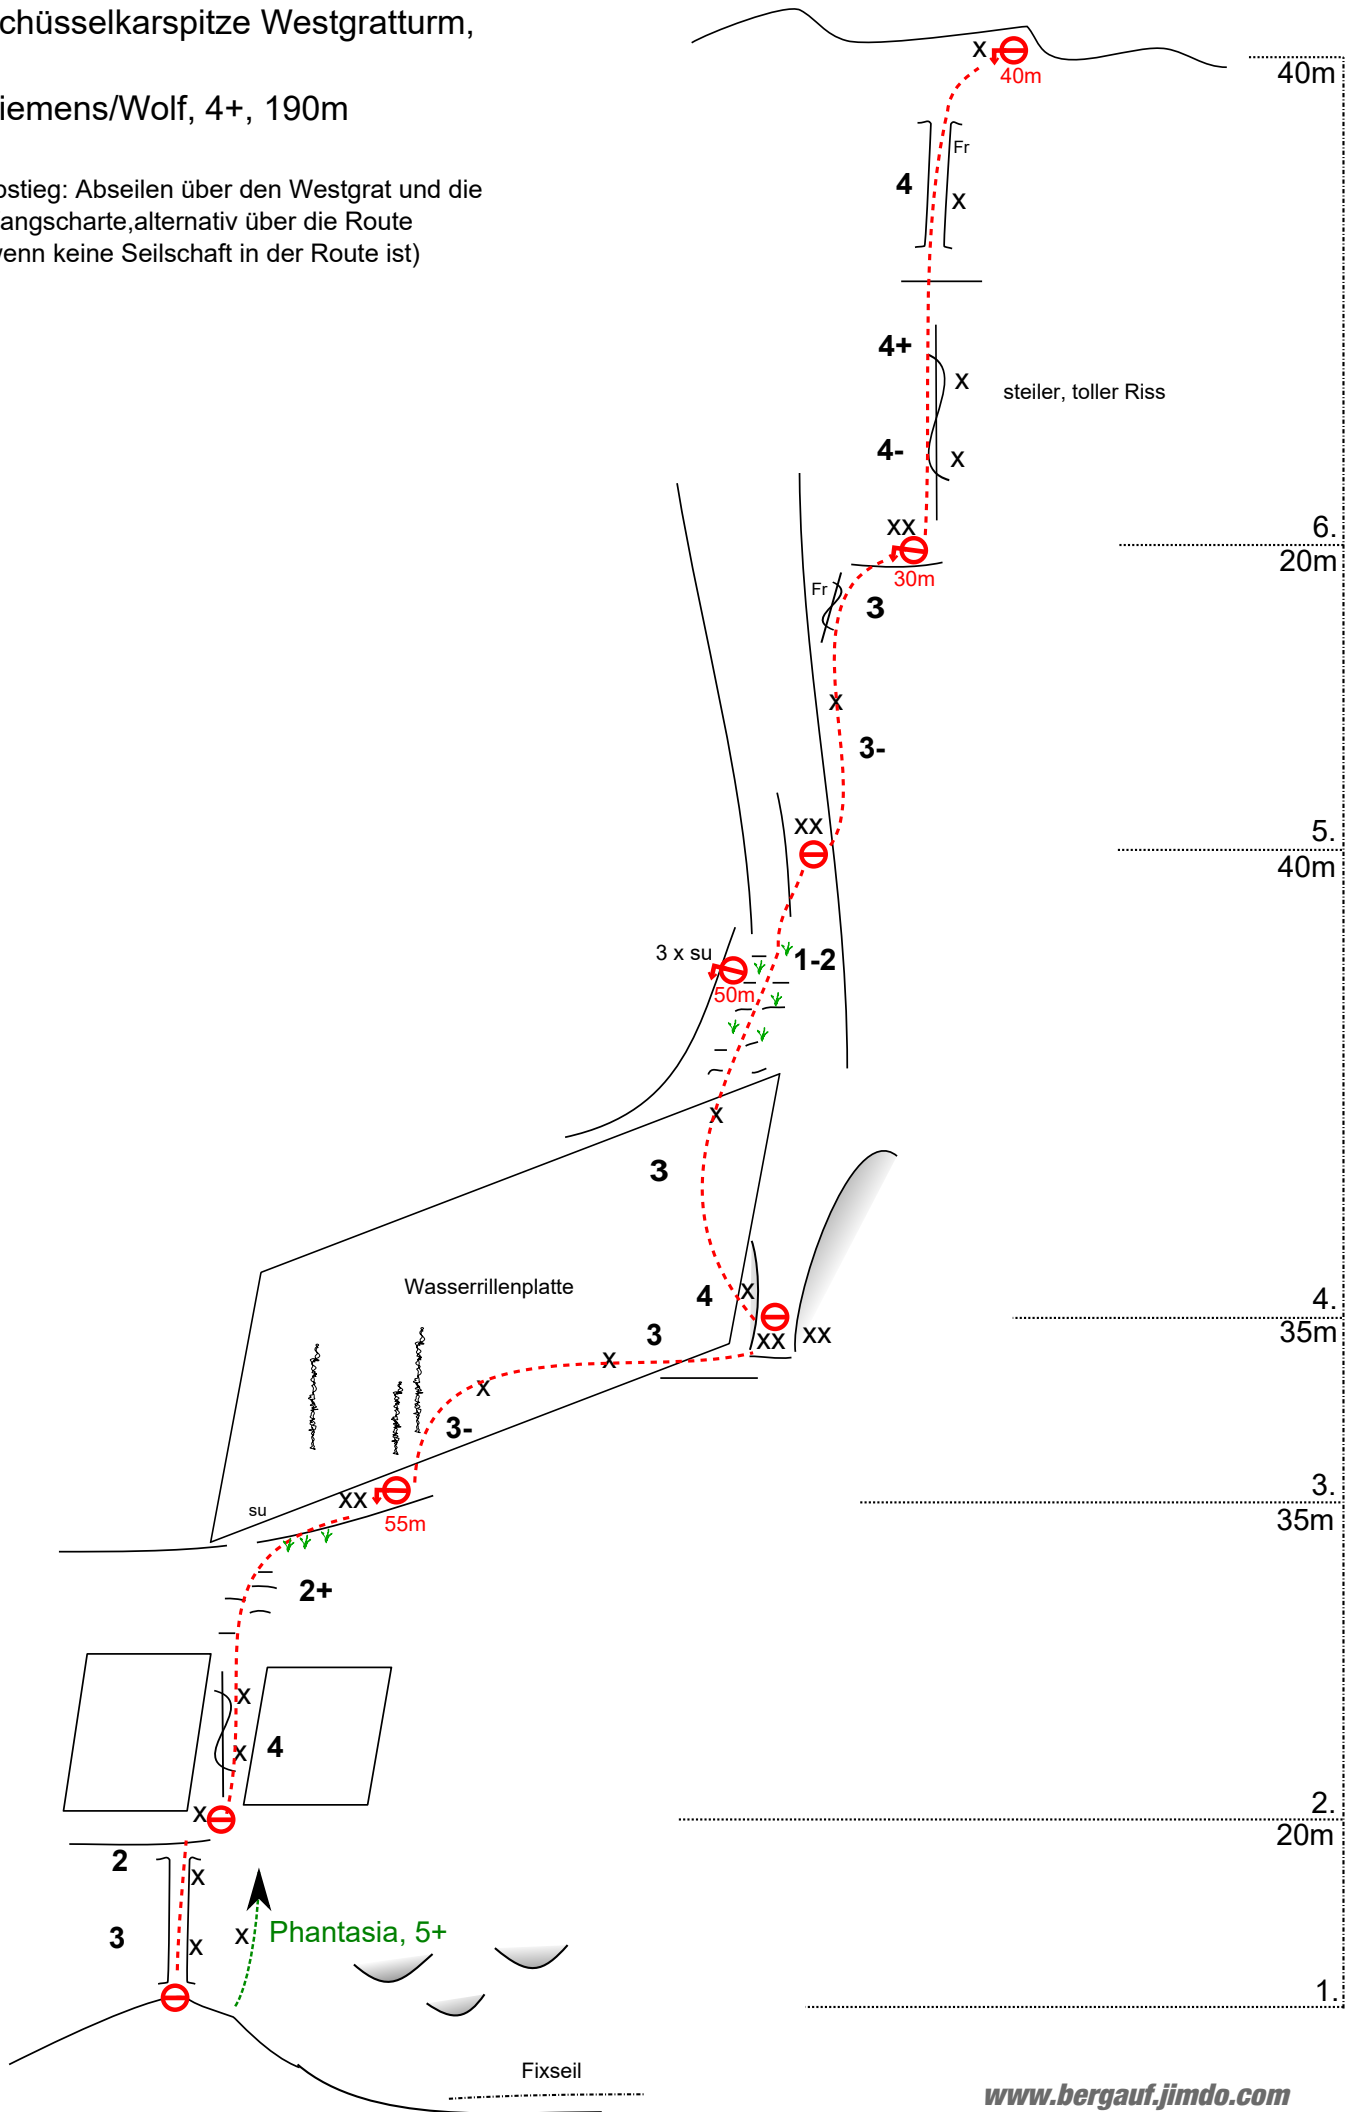 chüsselkarspitze Westgratturm,
iemens/Wolf, 4+, 190m
ostieg: Abseilen über den Westgrat und die
angscharte,alternativ über die Route
wenn keine Seilschaft in der Route ist)
x
40m
40m
Fr
4
x
4+
x
steiler, toller Riss
4-
x
xx
6.
20m
30m
Fr
3
x
3-
xx
5.
40m
3 x su
1-2
50m
x
3
Wasserrillenplatte
4
x
4.
35m
3
xx
xx
x
x
3-
xx
su
55m
3.
35m
2+
x
x
4
x
2.
20m
2
x
3
x
x
Phantasia, 5+
1.
Fixseil
www.bergauf.jimdo.com